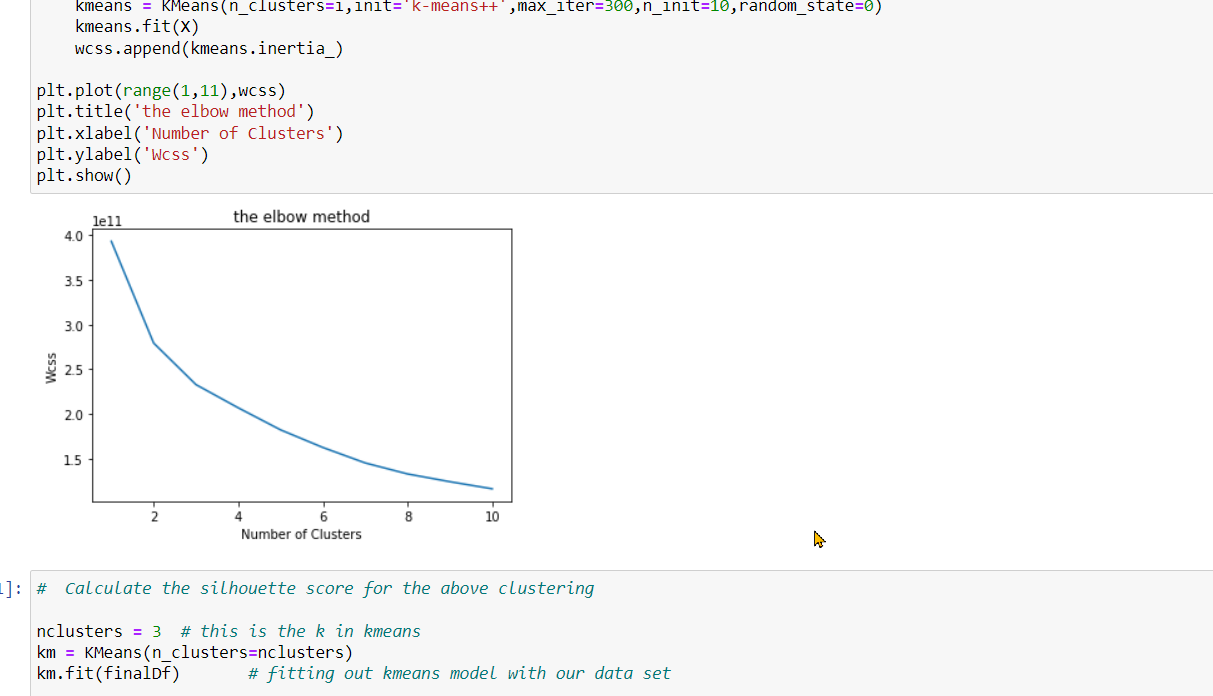 kmeans = KMeans(n_clusters=i,init='k-means++',max_iter=300,n_init=10,random_state=0)
kmeans.fit(X)
wcss.append(kmeans.inertia_)
plt.plot(range(1,11),wcss)
plt.title('the elbow method')
plt.xlabel('Number of Clusters')
plt.ylabel('Wcss')
plt.show()
the elbow method
1e11
4.0
3.5
3.0
2.5
2.0
1.5
Wcss
2 4 6 8 10
Number of Clusters
]: # Calculate the silhouette score for the above clustering
nclusters = 3 # this is the k in kmeans
km = KMeans(n_clusters=nclusters)
km.fit(finalDf) # fitting out kmeans model with our data set